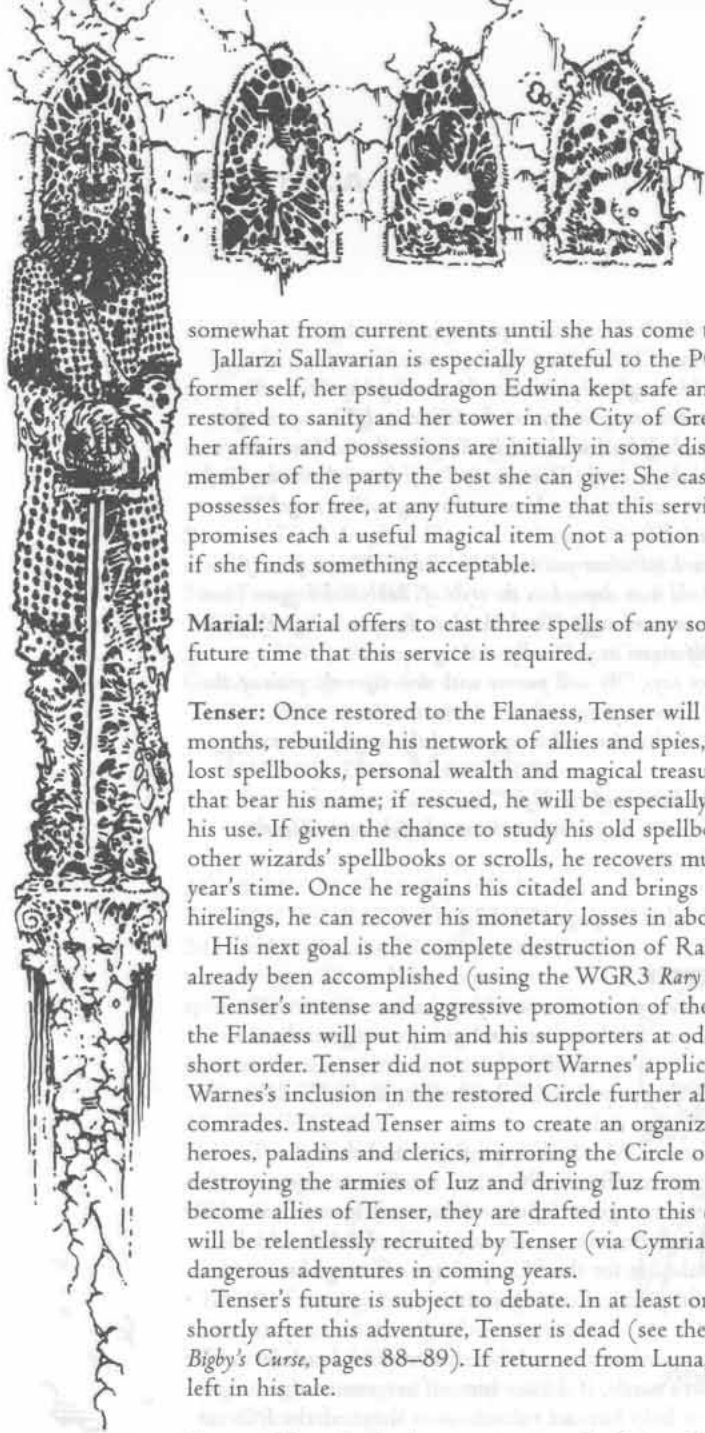 somewhat from current events until she has come t
Jallarzi Sallavarian is especially grateful to the P
former self, her pseudodragon Edwina kept safe an
restored to sanity and her tower in the City of Gre
her affairs and possessions are initially in some dis
member of the party the best she can give: She cas
possesses for free, at any future time that this servi
promises each a useful magical item (not a potion
if she finds something acceptable.
Marial: Marial offers to cast three spells of any so
future time that this service is required.
Tenser: Once restored to the Flanaess, Tenser will
months, rebuilding his network of allies and spies,
lost spellbooks, personal wealth and magical treasu
that bear his name; if rescued, he will be especially
his use. If given the chance to study his old spellbo
other wizards' spellbooks or scrolls, he recovers mu
year's time. Once he regains his citadel and brings
hirelings, he can recover his monetary losses in abo
His next goal is the complete destruction of Ra
already been accomplished (using the WGR3 Rary
Tenser's intense and aggressive promotion of the
the Flanaess will put him and his supporters at od
short order. Tenser did not support Warnes' applic
Warnes's inclusion in the restored Circle further al
comrades. Instead Tenser aims to create an organiz
heroes, paladins and clerics, mirroring the Circle o
destroying the armies of Iuz and driving Iuz from
become allies of Tenser, they are drafted into this
will be relentlessly recruited by Tenser (via Cymria
dangerous adventures in coming years.
Tenser's future is subject to debate. In at least or
shortly after this adventure, Tenser is dead (see the
Bigby's Curse, pages 88–89). If returned from Luna,
left in his tale.